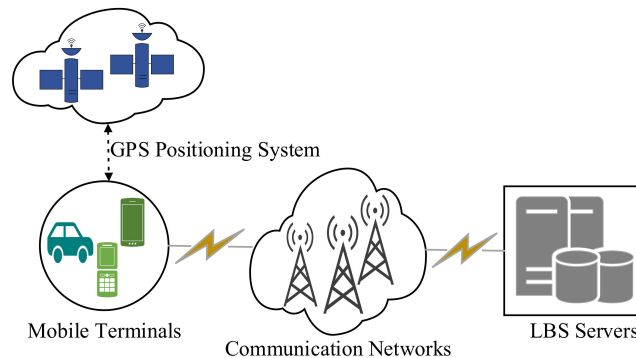 GPS Positioning System
Mobile Terminals
Communication Networks
LBS Servers